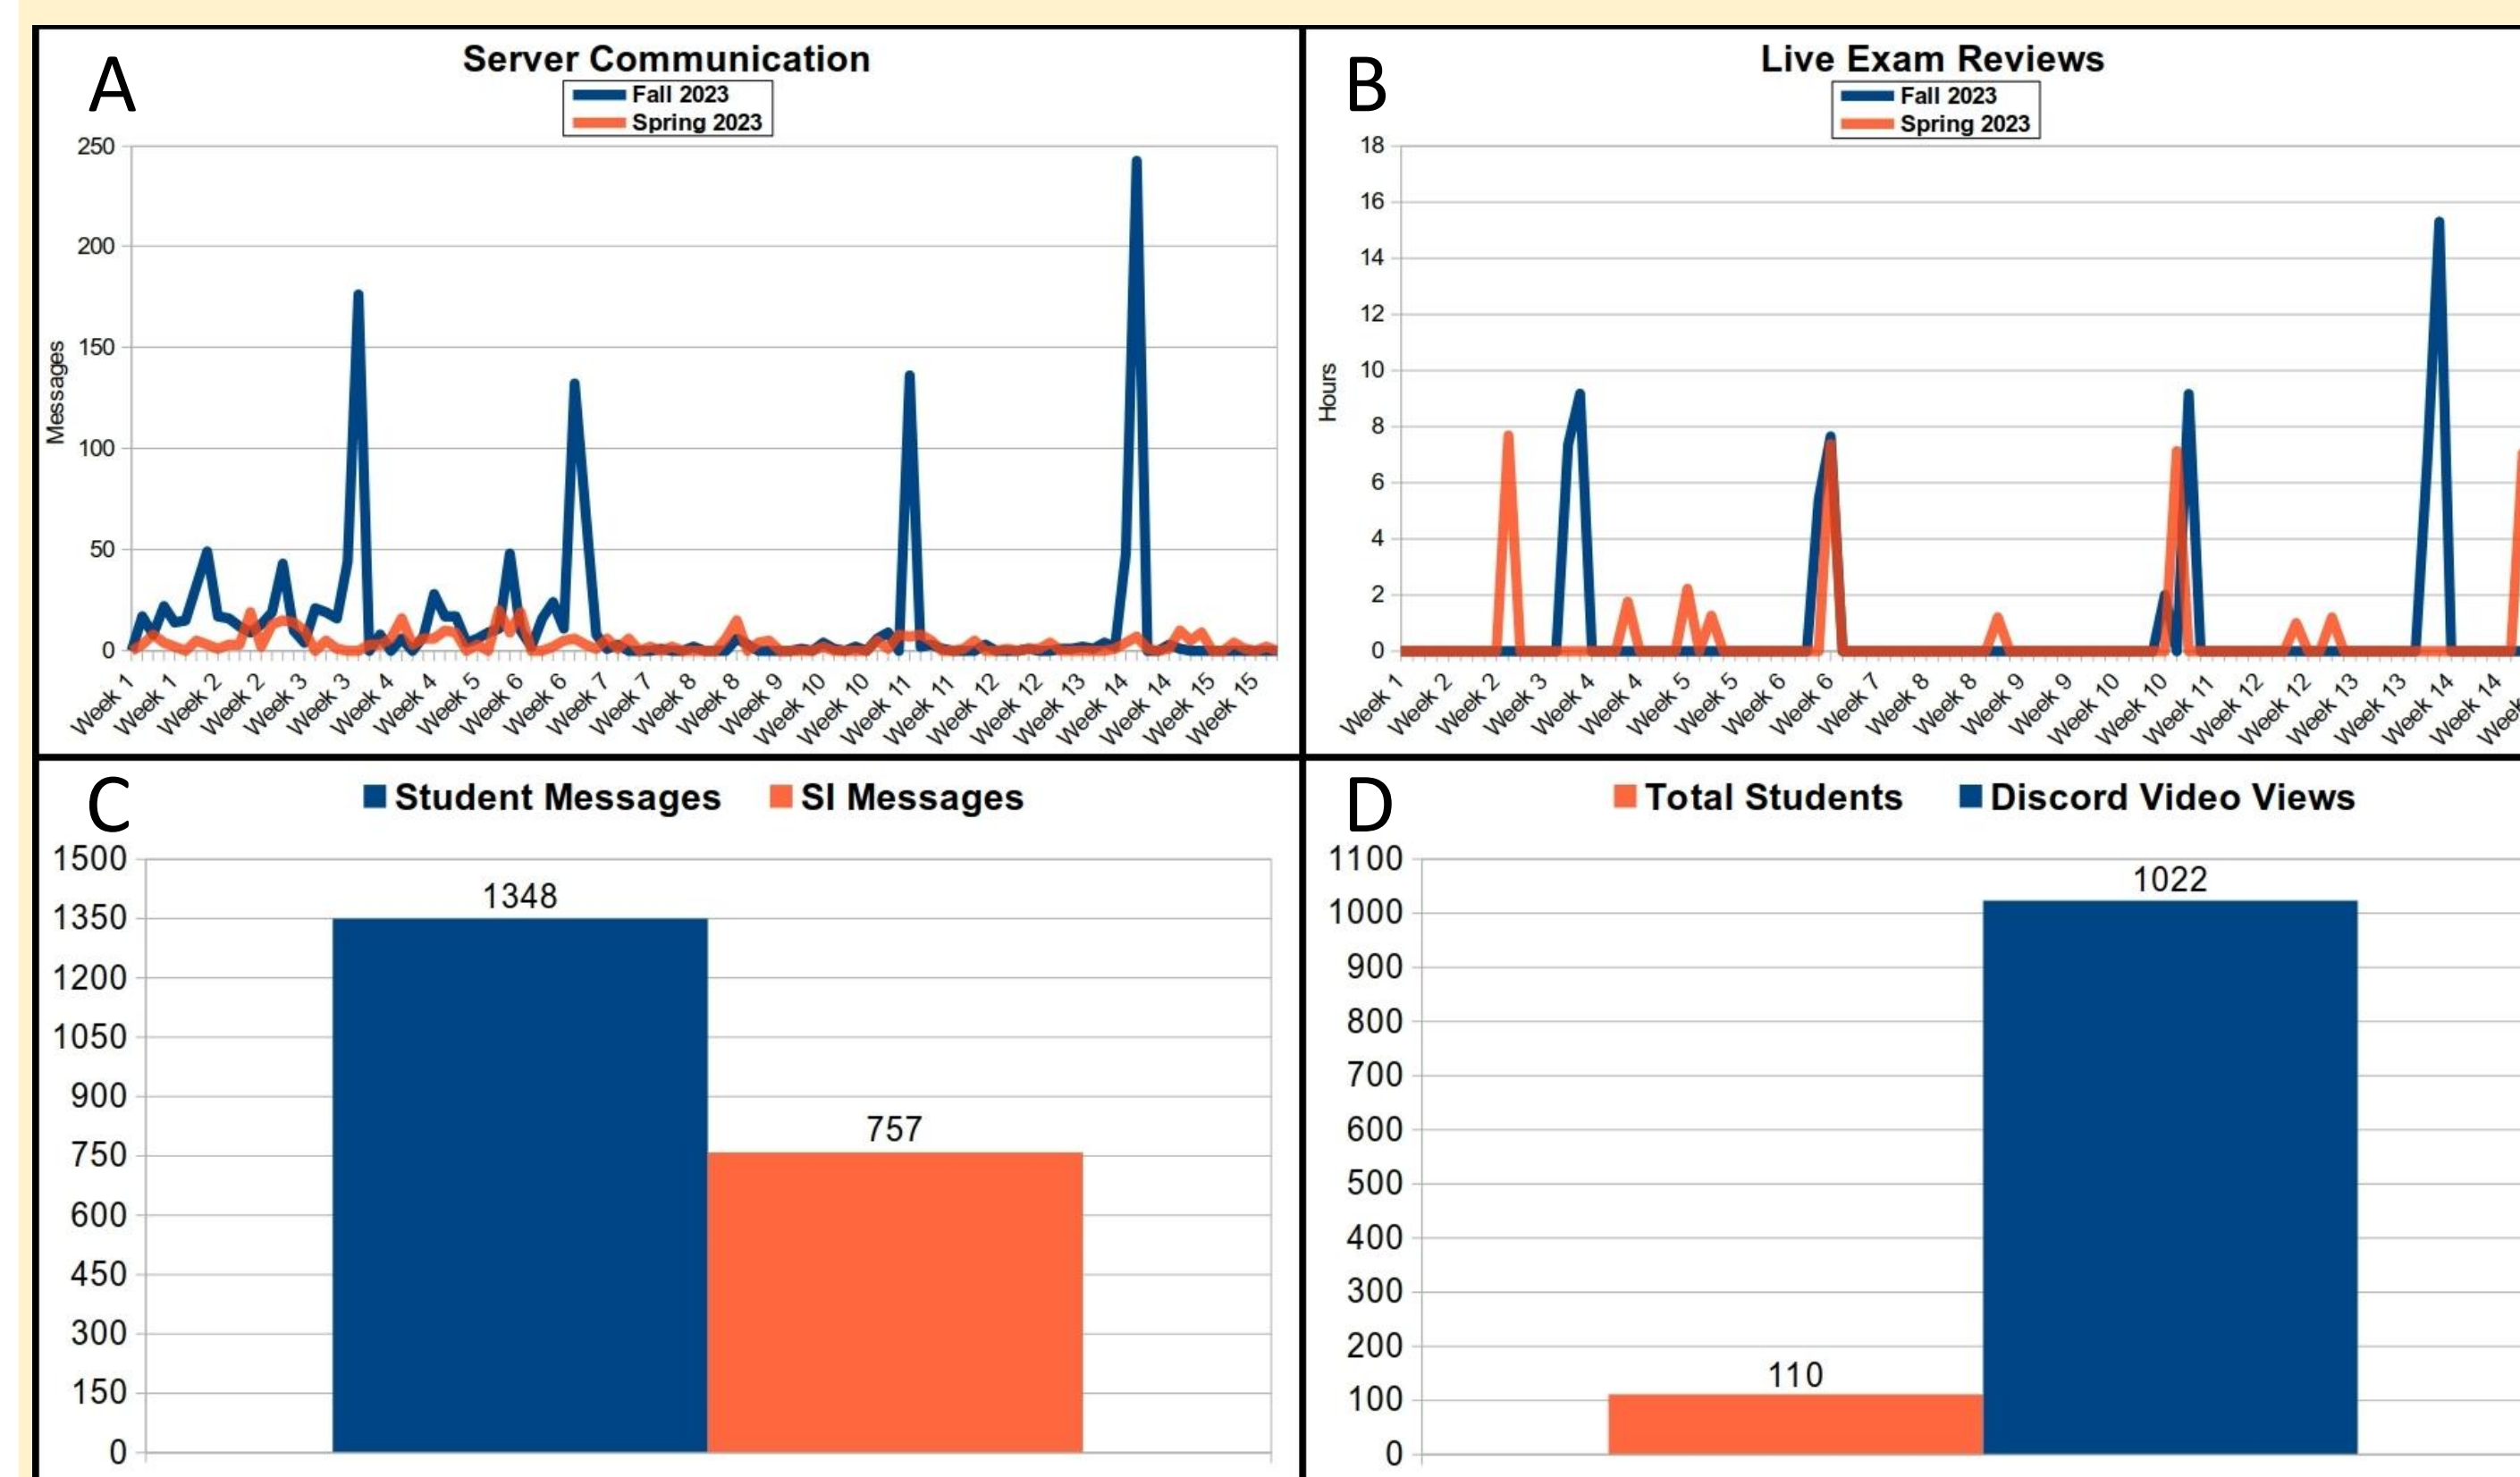 A
Server Communication
Fall 2023
Spring 2023
250
200
150
100
50
0
Messages
Week 1
Week 1
Week 2
Week 2
Week 3
Week 3
Week 4
Week 4
Week 5
Week 6
Week 6
Week 7
Week 7
Week 8
Week 8
Week 9
Week 10
Week 10
Week 11
Week 11
Week 12
Week 12
Week 13
Week 14
Week 14
Week 15
Week 15
B
Live Exam Reviews
Fall 2023
Spring 2023
18
16
14
12
10
8
6
4
2
0
Hours
Week 1
Week 2
Week 2
Week 3
Week 4
Week 4
Week 5
Week 5
Week 6
Week 6
Week 7
Week 8
Week 8
Week 9
Week 9
Week 10
Week 10
Week 11
Week 12
Week 12
Week 13
Week 13
Week 14
Week 14
C
Student Messages SI Messages
1500
1350
1200
1050
900
750
600
450
300
150
0
1348
757
D
Total Students Discord Video Views
1100
1000
900
800
700
600
500
400
300
200
100
0
110
1022